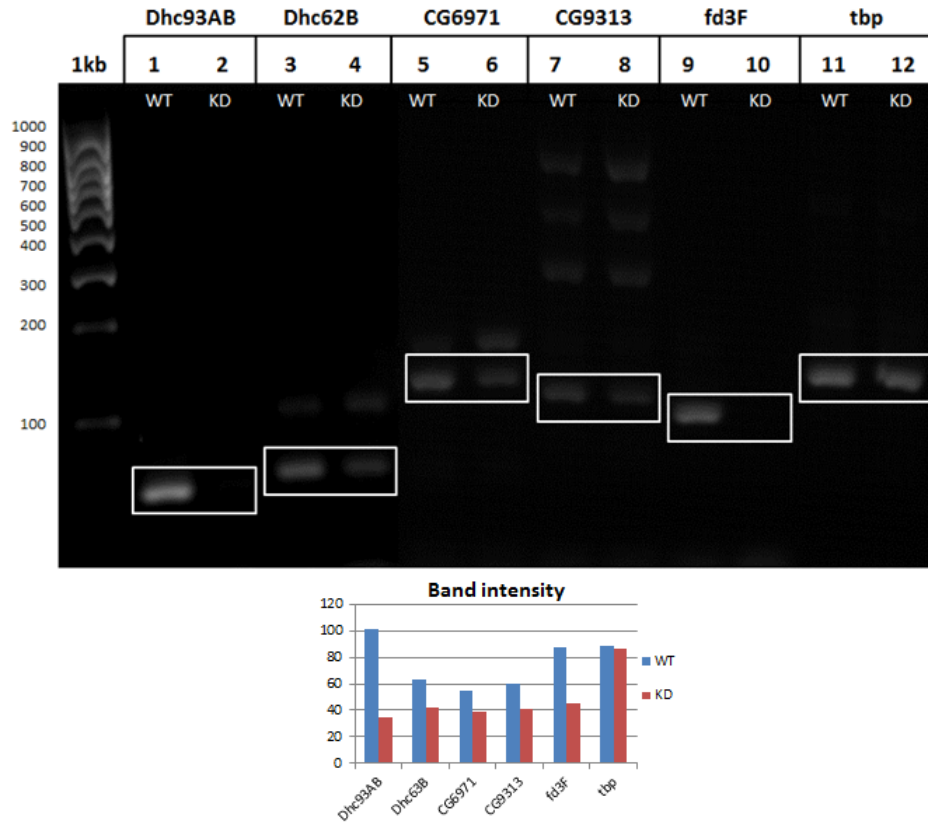 Dhc93AB Dhc62B CG6971 CG9313 fd3F tbp
1kb 1 2 3 4 5 6 7 8 9 10 11 12
WT KD WT KD WT KD WT KD WT KD WT KD
1000
900
800
700
600
500
400
300
200
100
Band intensity
120
100
80
60
40
20
0
WT
KD
Dhc93AB Dhc63B CG6971 CG9313 fd3F tbp